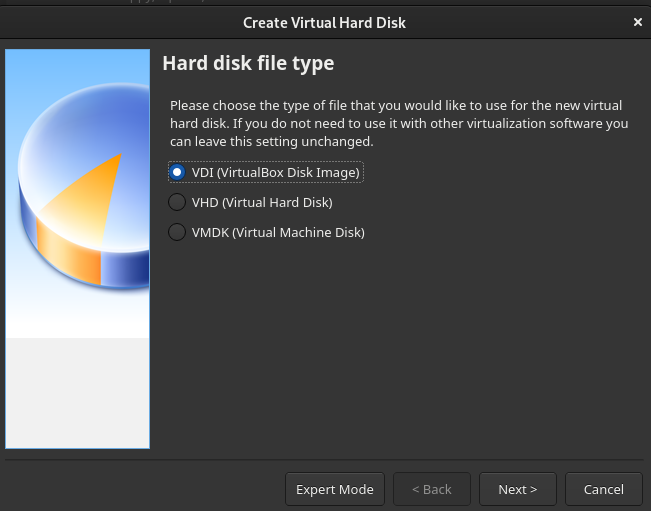 Create Virtual Hard Disk
×
Hard disk file type
Please choose the type of file that you would like to use for the new virtual
hard disk. If you do not need to use it with other virtualization software you
can leave this setting unchanged.
VDI (VirtualBox Disk Image)
VHD (Virtual Hard Disk)
VMDK (Virtual Machine Disk)
Expert Mode
< Back
Next >
Cancel